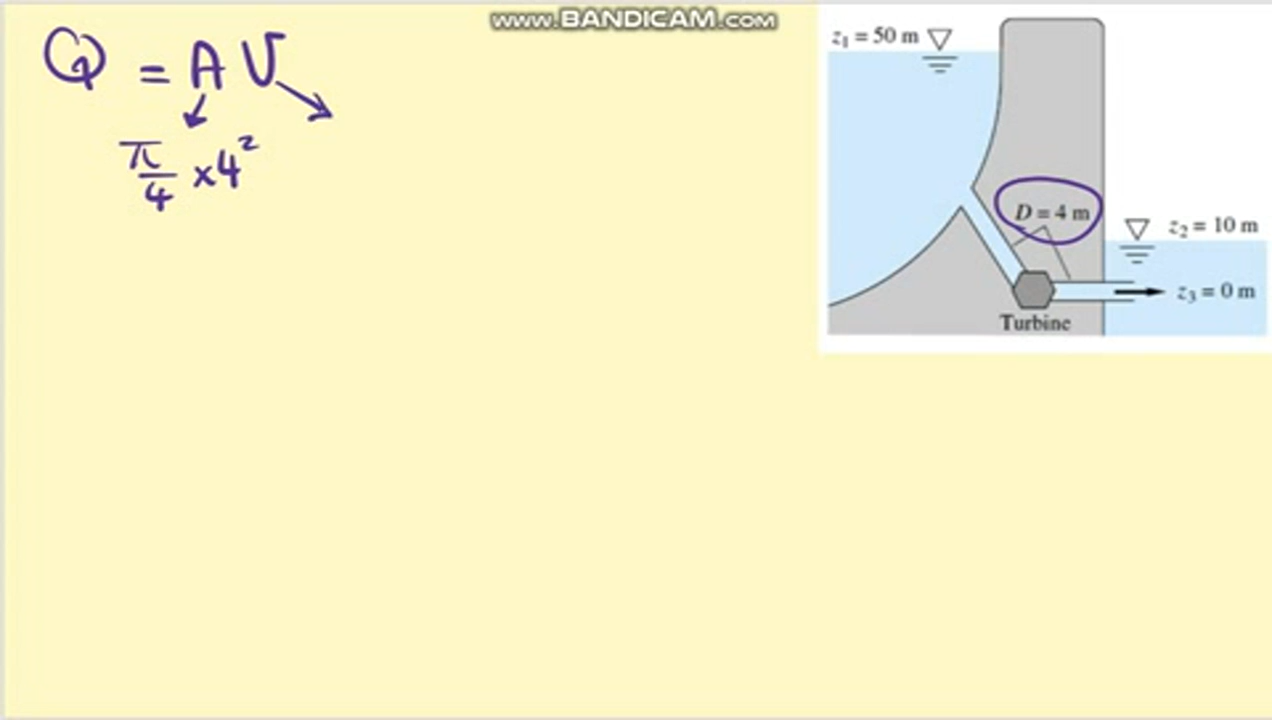 www.BANDICAM.com
Q = A V
π/4 x 4²
z₁ = 50 m
D = 4 m
z₂ = 10 m
z₃ = 0 m
Turbine